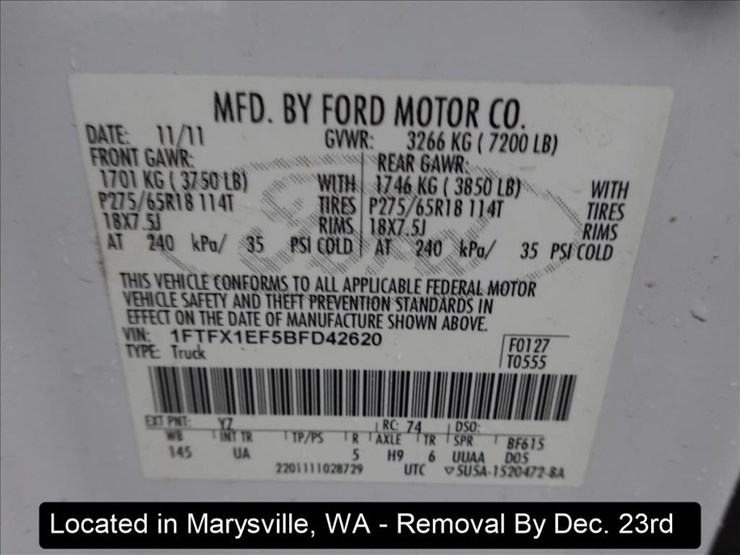 MFD. BY FORD MOTOR CO.
DATE: 11/11 GVWR: 3266 KG ( 7200 LB)
FRONT GAWR: REAR GAWR:
1701 KG ( 3750 LB) WITH 1746 KG ( 3850 LB) WITH
P275/65R18 114T TIRES P275/65R18 114T TIRES
18X7.5J RIMS 18X7.5J RIMS
AT 240 kPa/ 35 PSI COLD AT 240 kPa/ 35 PSI COLD
THIS VEHICLE CONFORMS TO ALL APPLICABLE FEDERAL MOTOR
VEHICLE SAFETY AND THEFT PREVENTION STANDARDS IN
EFFECT ON THE DATE OF MANUFACTURE SHOWN ABOVE.
VIN: 1FTFX1EF5BFD42620 F0127
TYPE: Truck T0555
EXT PNT: YZ RC: 74 DSO:
WB INT TR TP/PS R AXLE TR SPR BF615
145 UA 5 H9 6 UUAA DOS
2201111028729 UTC ▽5USA-1520472-BA
Located in Marysville, WA - Removal By Dec. 23rd